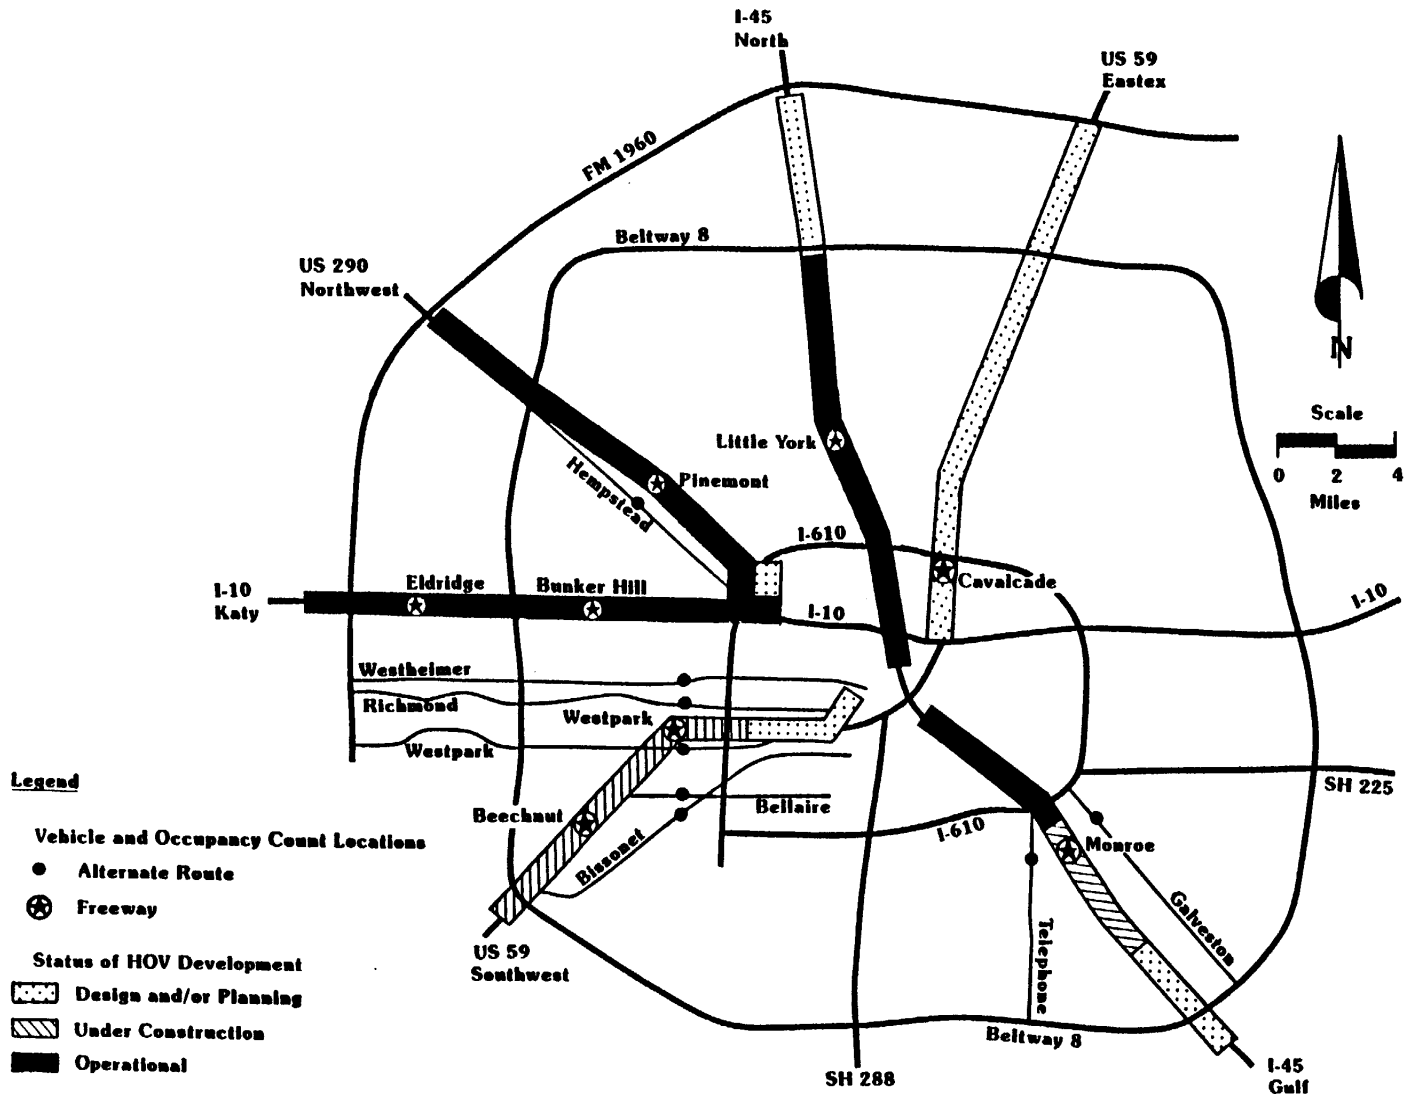 I-45
North
US 59
Eastex
FM 1960
Beltway 8
US 290
Northwest
N
Scale
0 2 4
Miles
Little York
Pinemont
Hempstead
I-610
Cavalcade
Eldridge
Bunker Hill
I-10
Katy
I-10
I-10
Westheimer
Richmond
Westpark
Westpark
Beechnut
Bissonet
Bellaire
I-610
SH 225
Monroe
Galveston
Telephone
US 59
Southwest
Beltway 8
SH 288
I-45
Gulf
Legend
Vehicle and Occupancy Count Locations
Alternate Route
Freeway
Status of HOV Development
Design and/or Planning
Under Construction
Operational